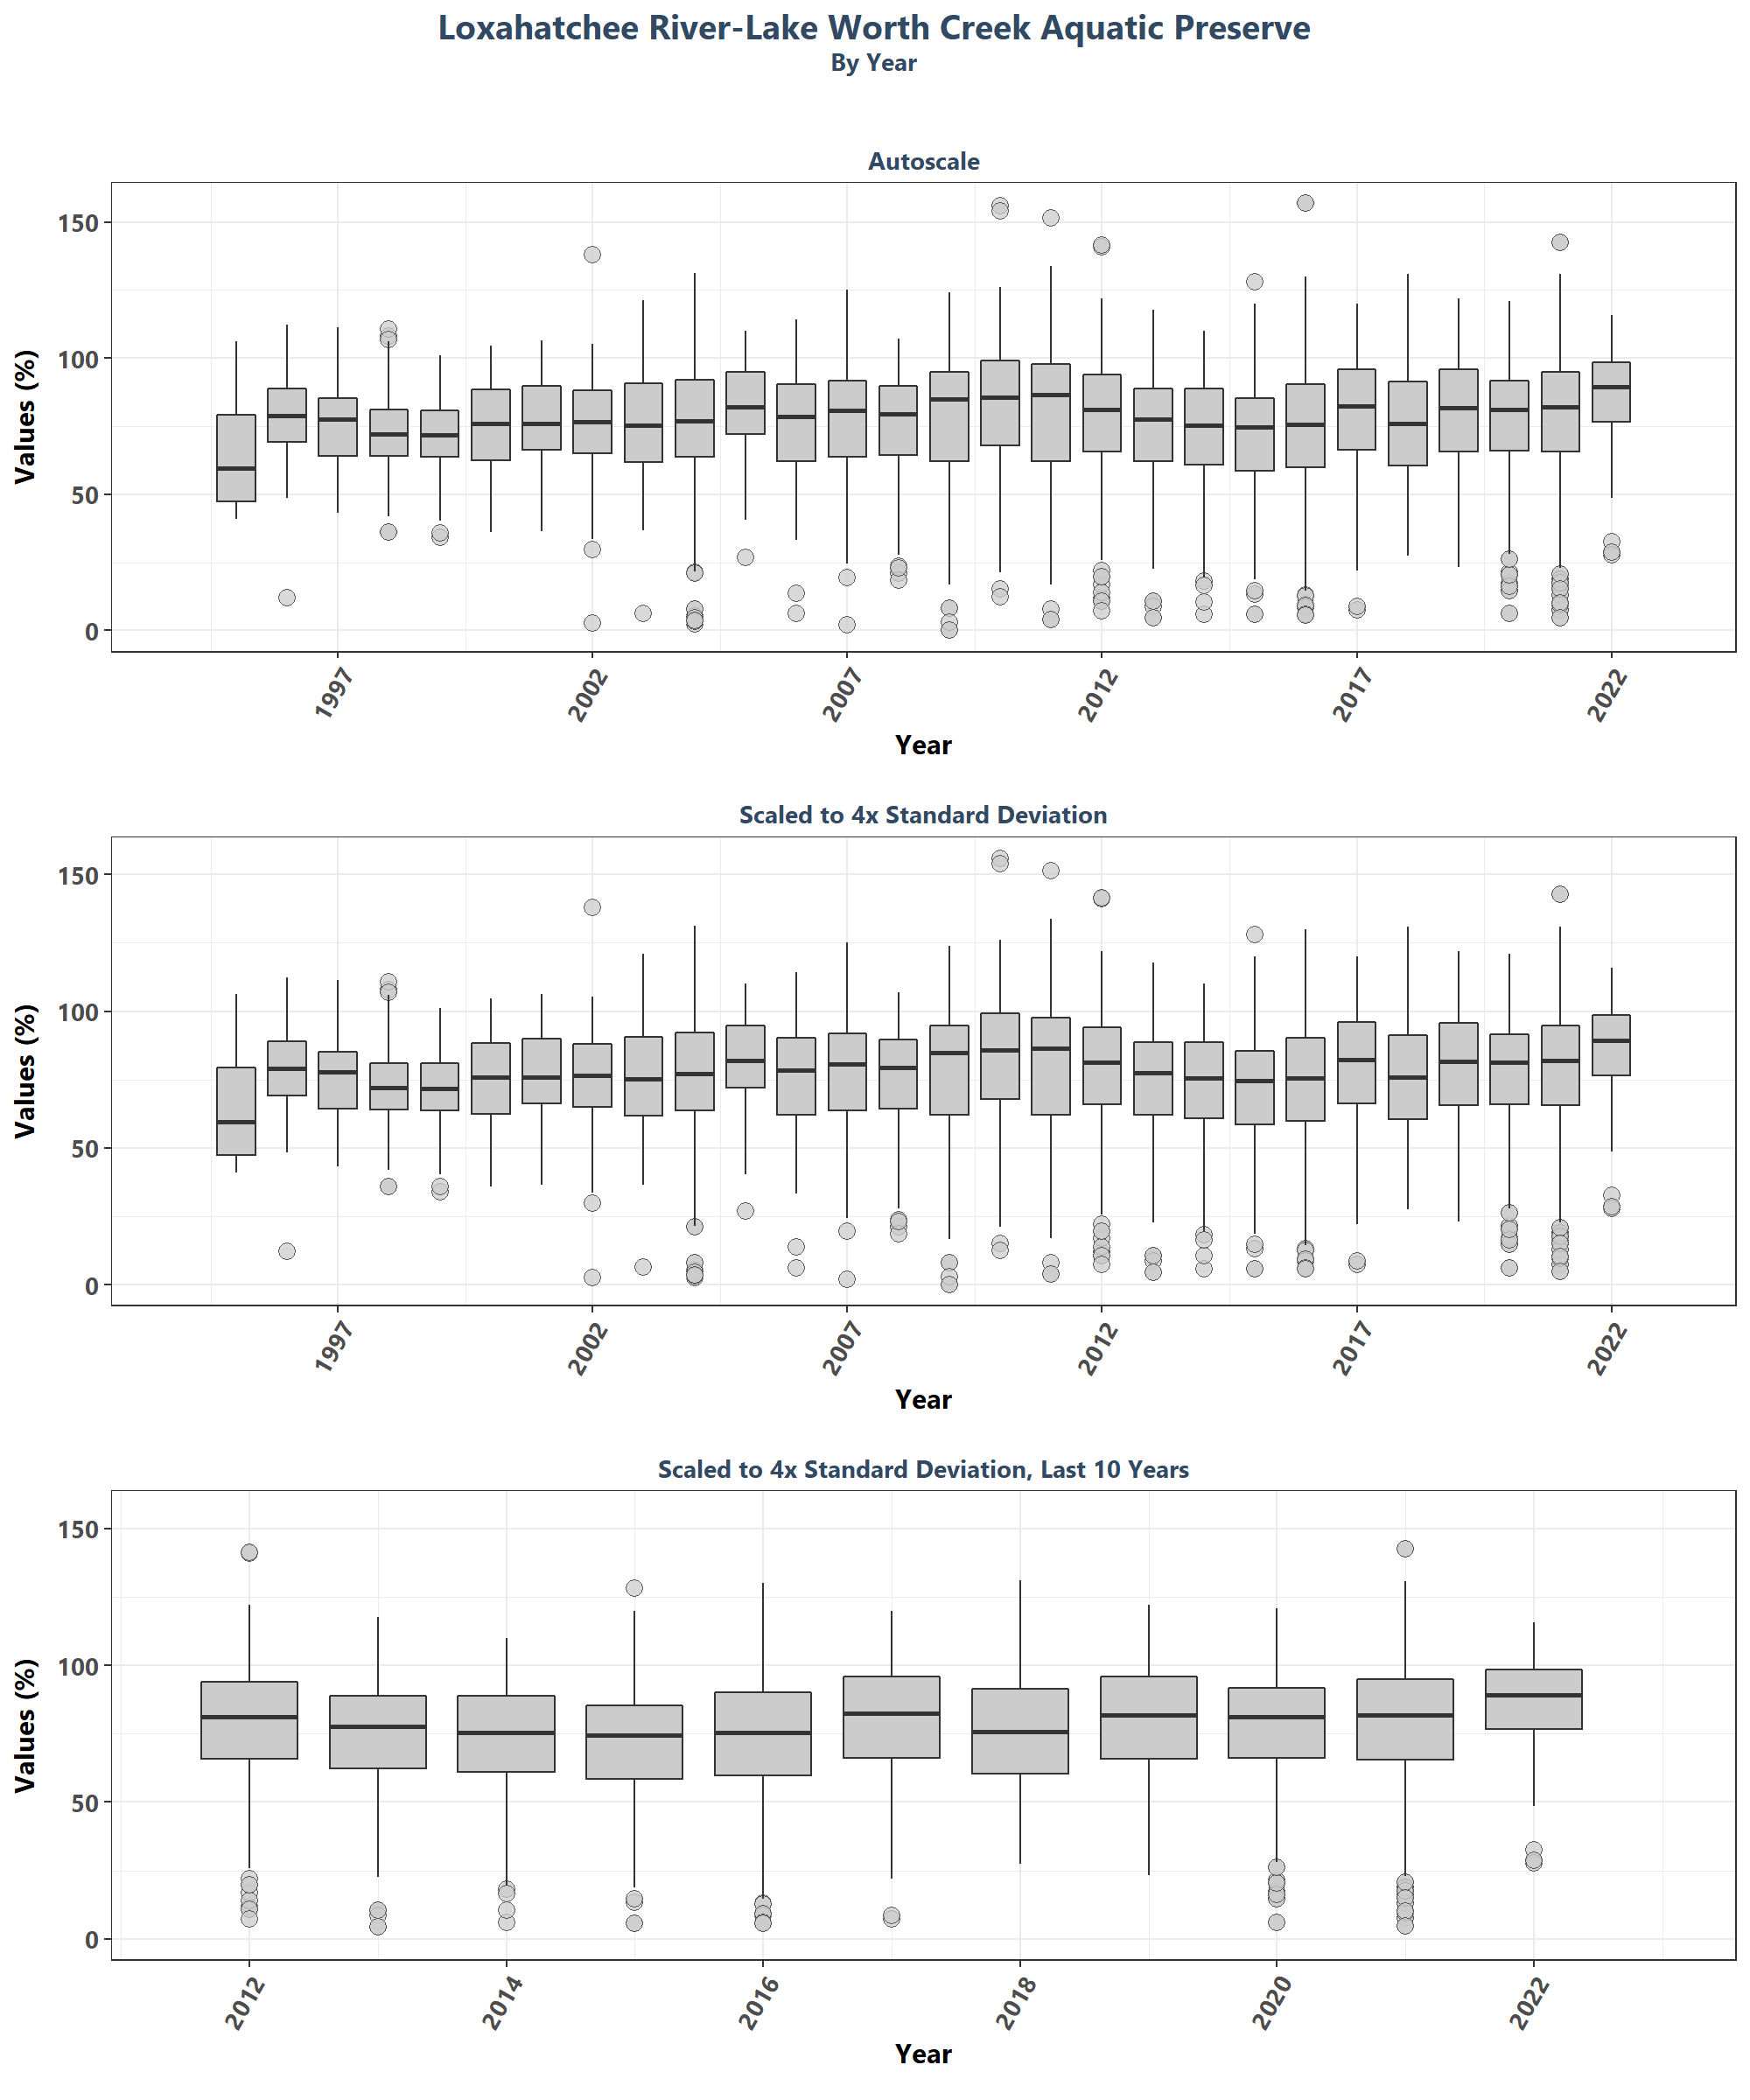 Loxahatchee River-Lake Worth Creek Aquatic Preserve
By Year
Autoscale
Values (%)
150
100
50
0
1997
2002
2007
2012
2017
2022
Year
Scaled to 4x Standard Deviation
Values (%)
150
100
50
0
1997
2002
2007
2012
2017
2022
Year
Scaled to 4x Standard Deviation, Last 10 Years
Values (%)
150
100
50
0
2012
2014
2016
2018
2020
2022
Year